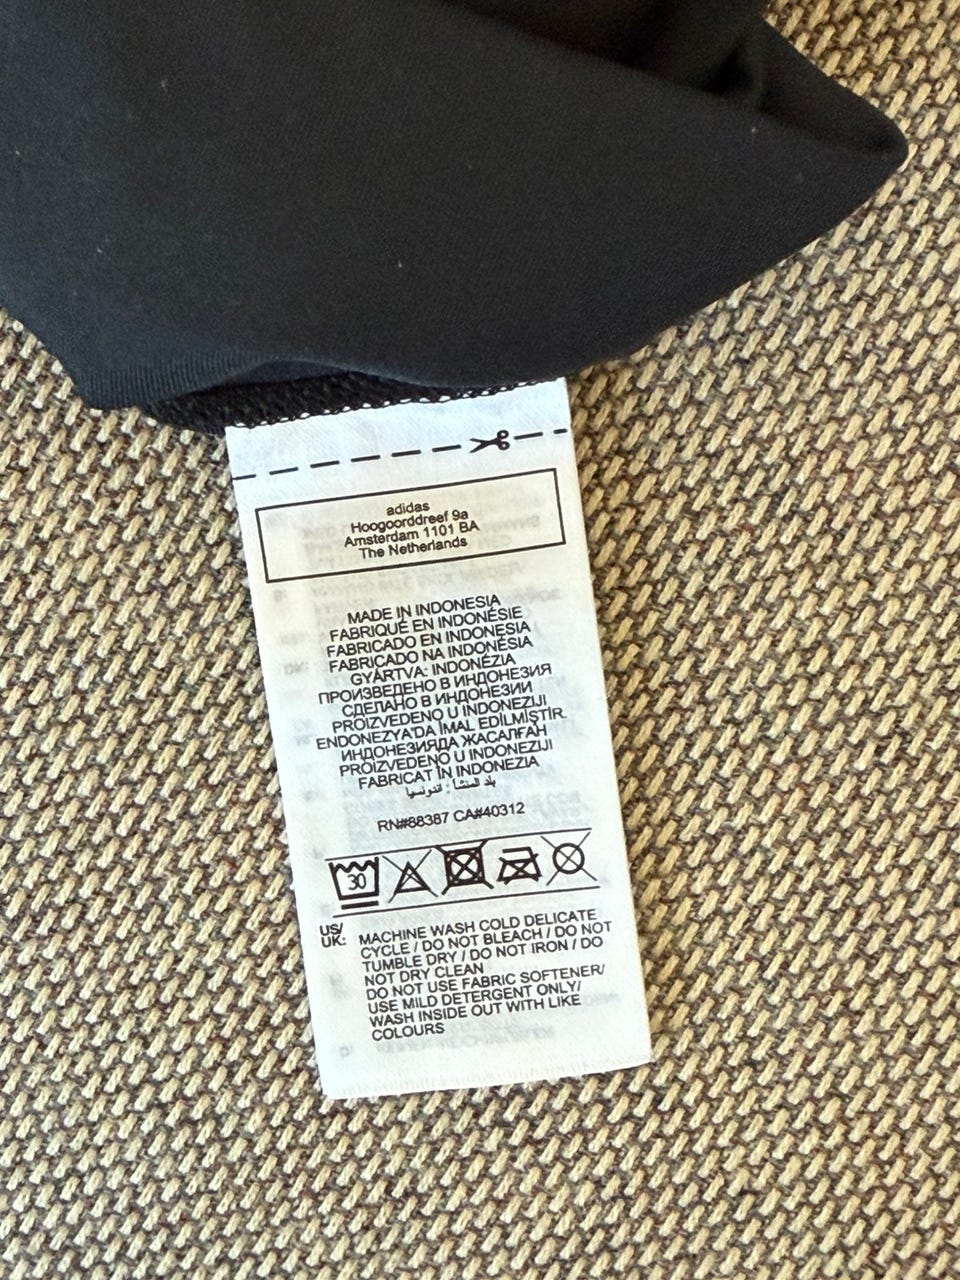 adidas
Hoogoorddreef 9a
Amsterdam 1101 BA
The Netherlands
MADE IN INDONESIA
FABRIQUÉ EN INDONÉSIE
FABRICADO EN INDONESIA
FABRICADO NA INDONÉSIA
GYÁRTVA: INDONÉZIA
ПРОИЗВЕДЕНО В ИНДОНЕЗИЯ
СДЕЛАНО В ИНДОНЕЗИИ
PROIZVEDENO U INDONEZIJI
ENDONEZYA'DA İMAL EDİLMİŞTİR.
ИНДОНЕЗИЯДА ЖАСАЛҒАН
PROIZVEDENO U INDONEZIJI
FABRICAT ÎN INDONEZIA
بلد المنشأ : اندونسيا
RN#88387 CA#40312
30
US/
UK:
MACHINE WASH COLD DELICATE
CYCLE / DO NOT BLEACH / DO NOT
TUMBLE DRY / DO NOT IRON / DO
NOT DRY CLEAN
DO NOT USE FABRIC SOFTENER/
USE MILD DETERGENT ONLY/
WASH INSIDE OUT WITH LIKE
COLOURS